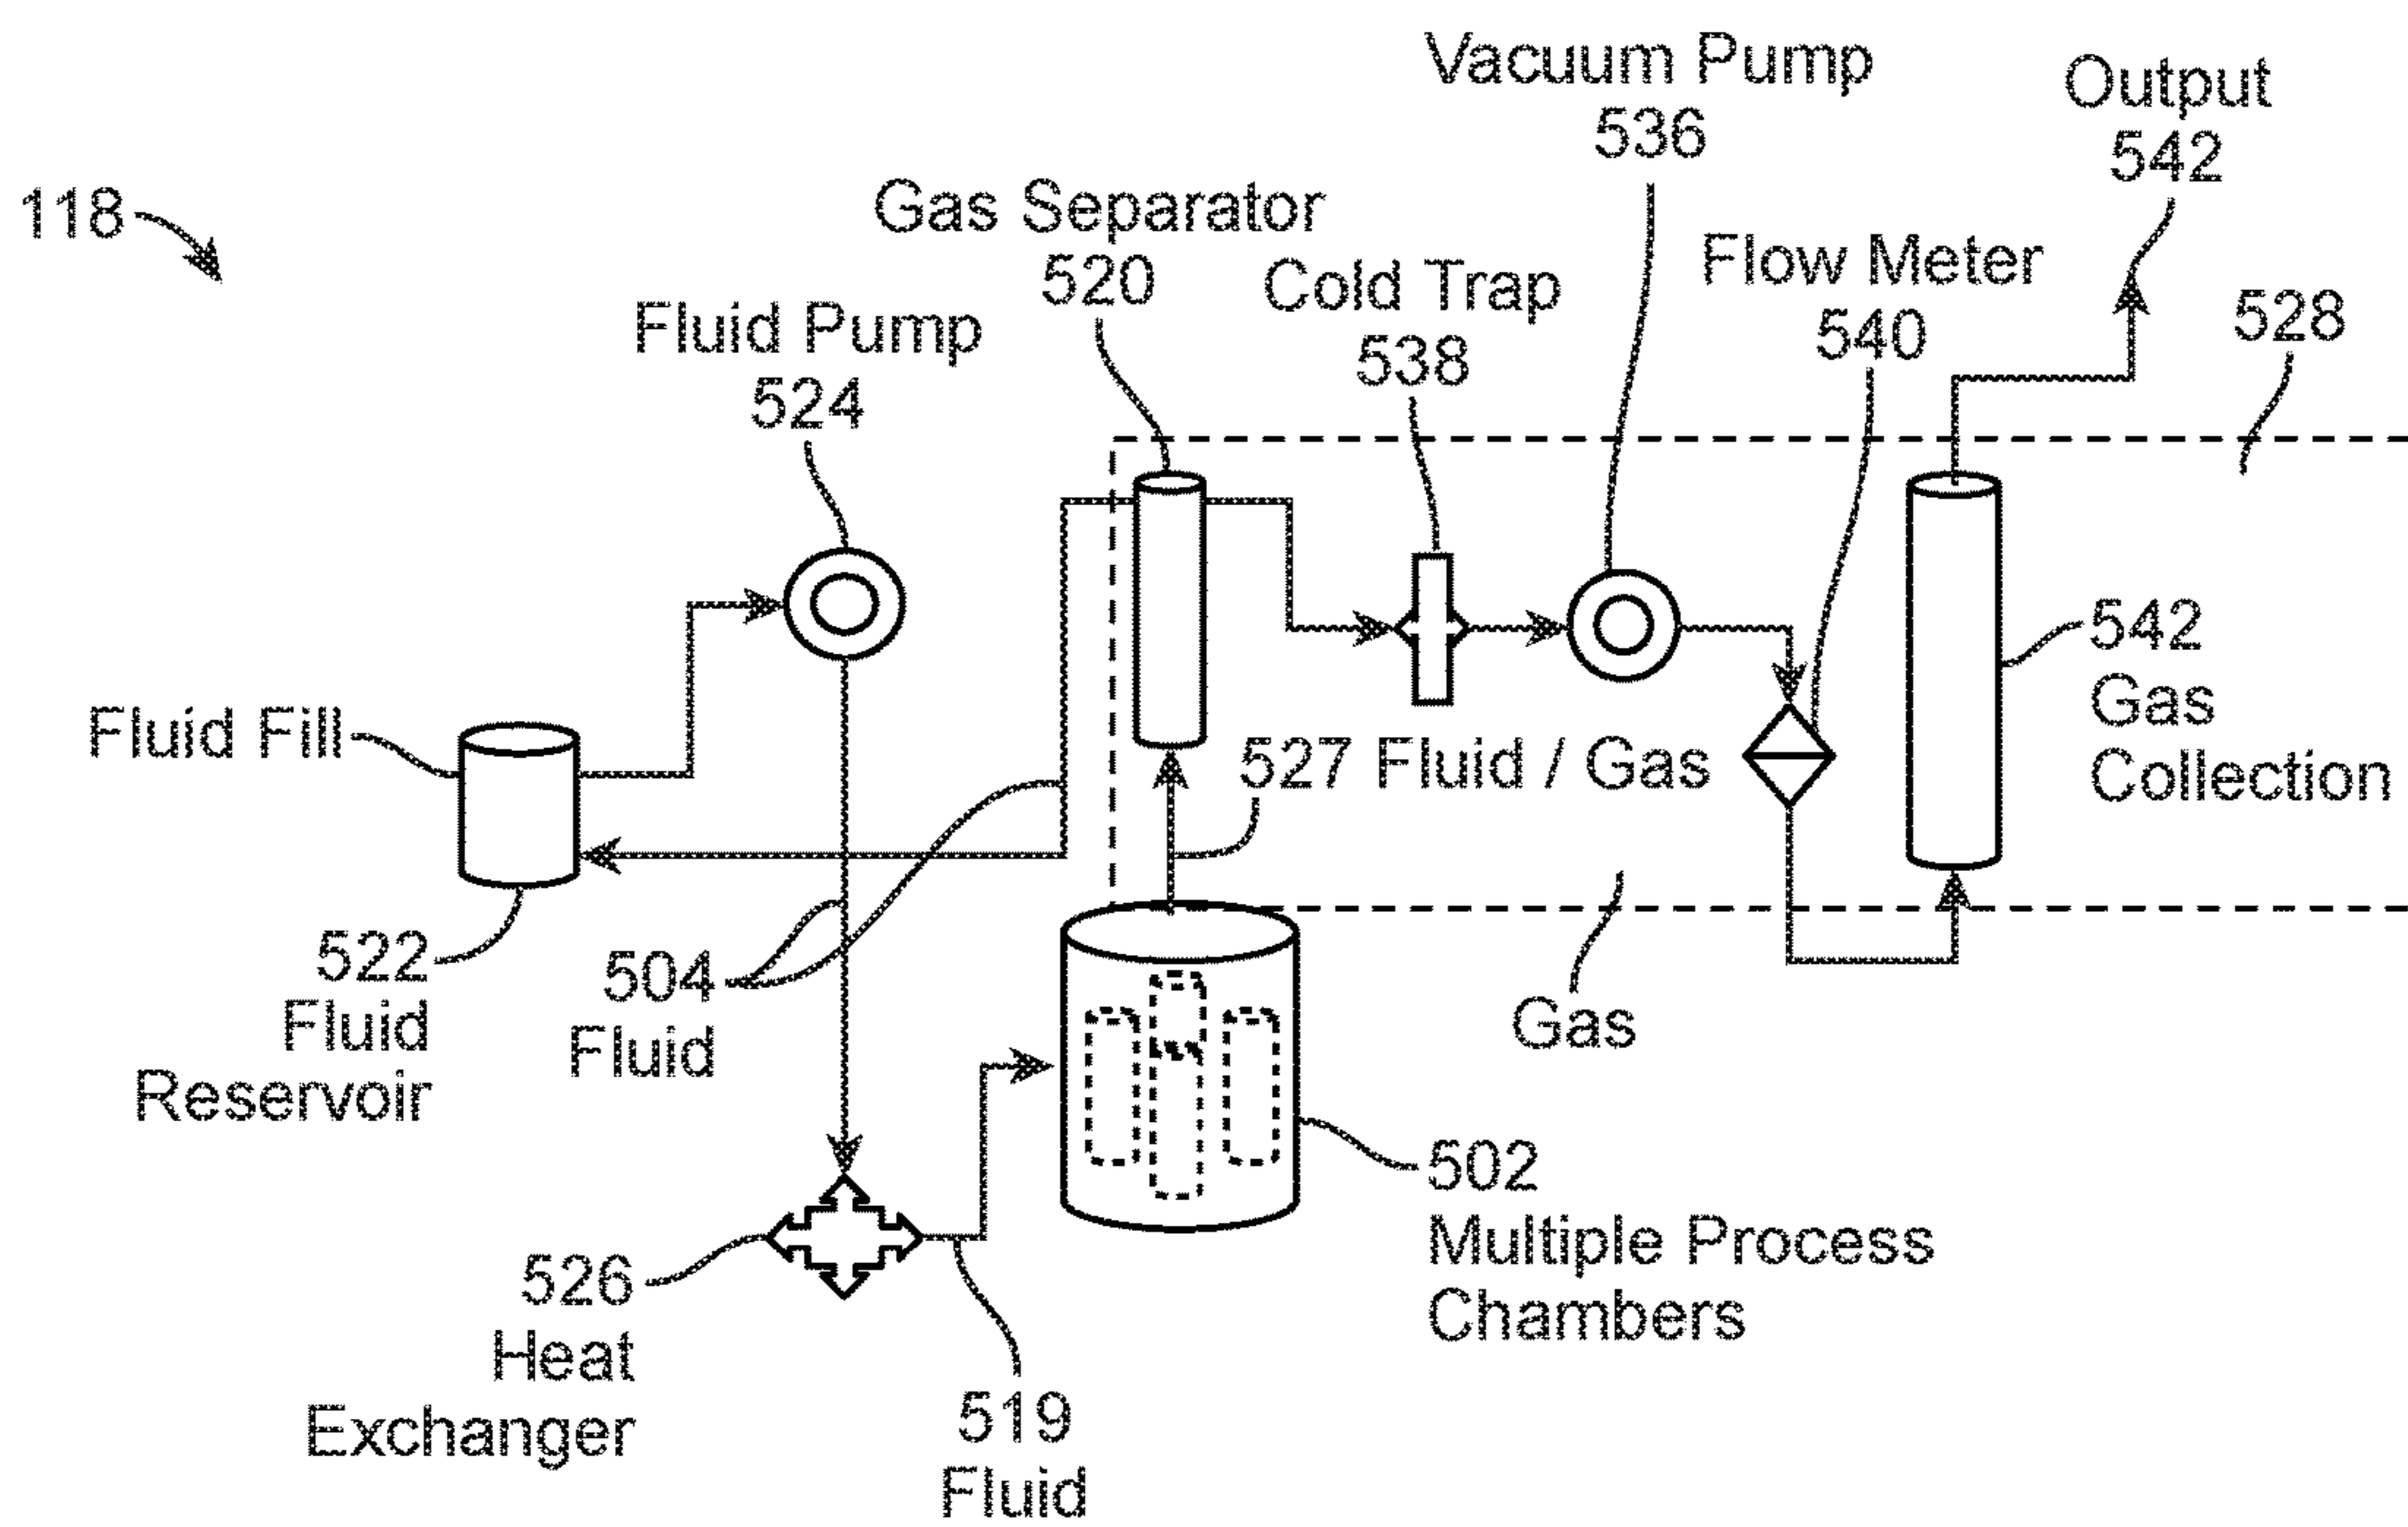 Vacuum Pump
536
Output
542
118
Gas Separator
520
Cold Trap
538
Flow Meter
540
528
Fluid Pump
524
Fluid Fill
527 Fluid / Gas
542
Gas
Collection
522
Fluid
Reservoir
504
Fluid
Gas
502
Multiple Process
Chambers
526
Heat
Exchanger
519
Fluid